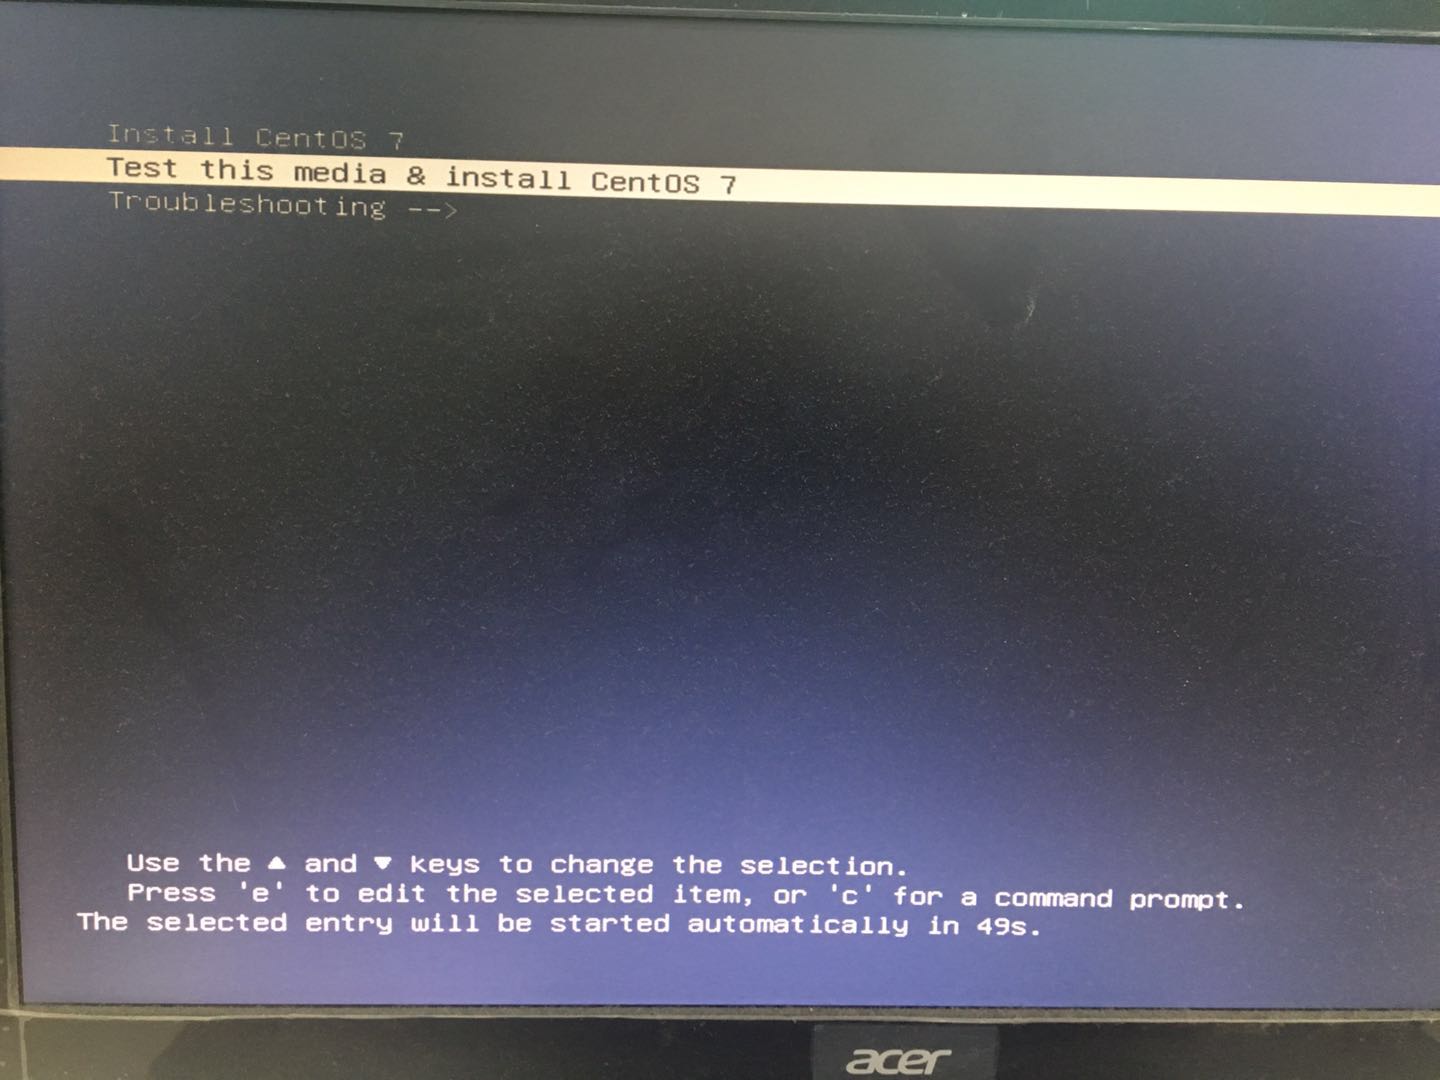 Install CentOS 7
Test this media & install CentOS 7
Troubleshooting -->
Use the ▲ and ▼ keys to change the selection.
Press 'e' to edit the selected item, or 'c' for a command prompt.
The selected entry will be started automatically in 49s.
acer